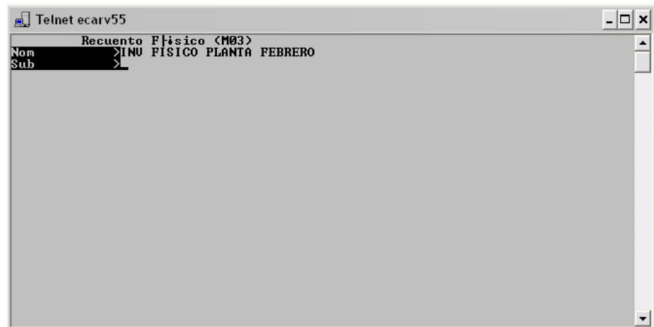 Telnet ecarv55
Recuento F├¡sico (M03)
Nom >INV FISICO PLANTA FEBRERO
Sub >_